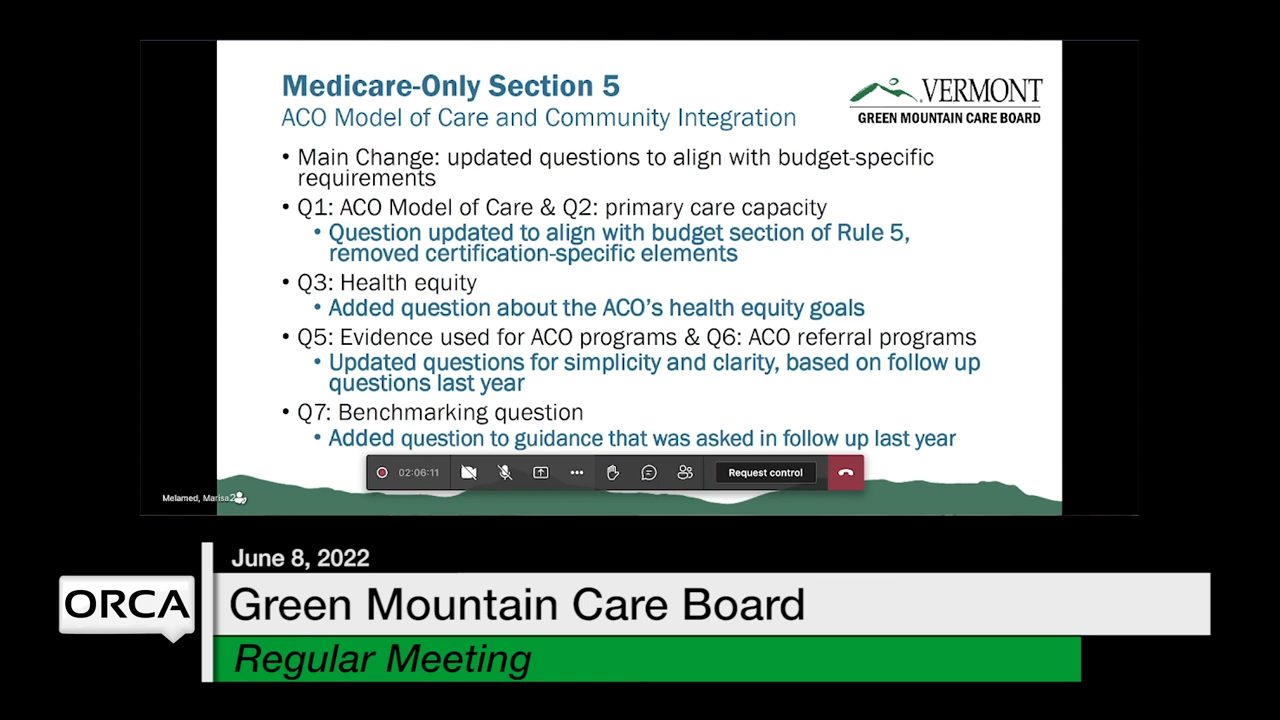 Medicare-Only Section 5
ACO Model of Care and Community Integration
VERMONT
GREEN MOUNTAIN CARE BOARD
• Main Change: updated questions to align with budget-specific
requirements
• Q1: ACO Model of Care & Q2: primary care capacity
• Question updated to align with budget section of Rule 5,
removed certification-specific elements
• Q3: Health equity
• Added question about the ACO's health equity goals
• Q5: Evidence used for ACO programs & Q6: ACO referral programs
• Updated questions for simplicity and clarity, based on follow up
questions last year
• Q7: Benchmarking question
• Added question to guidance that was asked in follow up last year
02:06:11
Request control
Melamed, Marisa
June 8, 2022
ORCA
Green Mountain Care Board
Regular Meeting